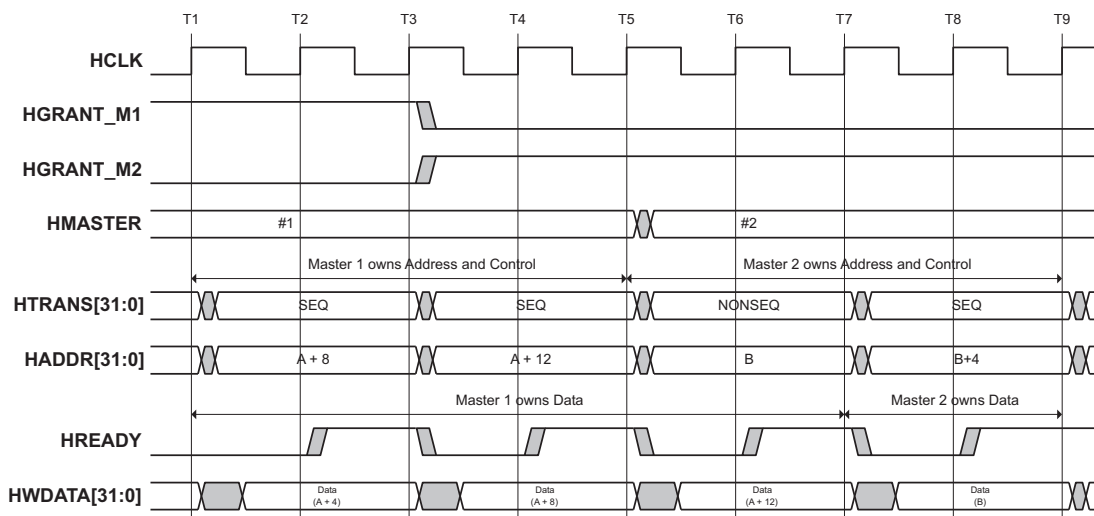 T1 T2 T3 T4 T5 T6 T7 T8 T9
HCLK
HGRANT_M1
HGRANT_M2
HMASTER #1 #2
Master 1 owns Address and Control Master 2 owns Address and Control
HTRANS[31:0] SEQ SEQ NONSEQ SEQ
HADDR[31:0] A + 8 A + 12 B B+4
Master 1 owns Data Master 2 owns Data
HREADY
HWDATA[31:0] Data Data Data Data
(A + 4) (A + 8) (A + 12) (B)